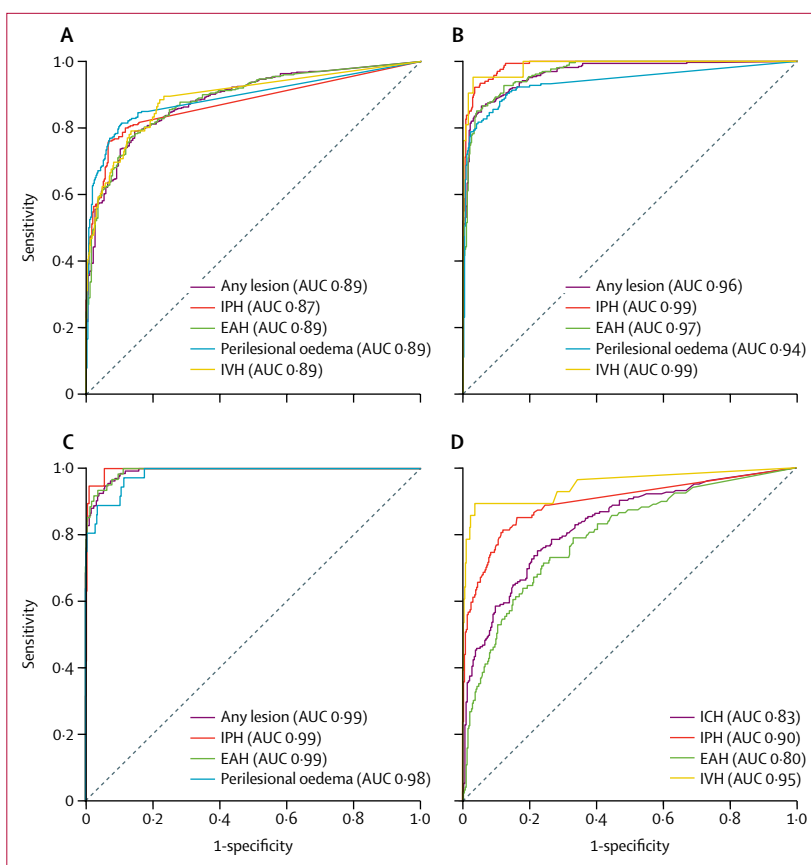 A
1·0
0·8
0·6
0·4
0·2
0
Sensitivity
Any lesion (AUC 0·89)
IPH (AUC 0·87)
EAH (AUC 0·89)
Perilesional oedema (AUC 0·89)
IVH (AUC 0·89)
B
Any lesion (AUC 0·96)
IPH (AUC 0·99)
EAH (AUC 0·97)
Perilesional oedema (AUC 0·94)
IVH (AUC 0·99)
C
1·0
0·8
0·6
0·4
0·2
0
Sensitivity
Any lesion (AUC 0·99)
IPH (AUC 0·99)
EAH (AUC 0·99)
Perilesional oedema (AUC 0·98)
0 0·2 0·4 0·6 0·8 1·0
1-specificity
D
ICH (AUC 0·83)
IPH (AUC 0·90)
EAH (AUC 0·80)
IVH (AUC 0·95)
0 0·2 0·4 0·6 0·8 1·0
1-specificity